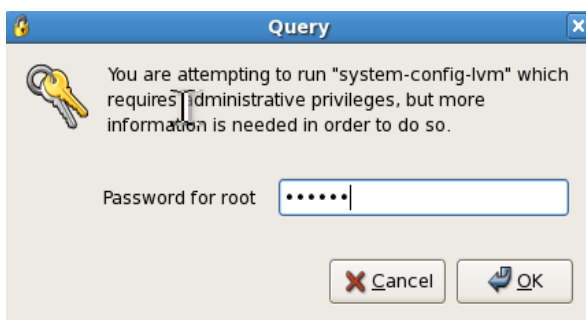 Query
You are attempting to run "system-config-lvm" which
requires administrative privileges, but more
information is needed in order to do so.
Password for root ••••••
Cancel OK